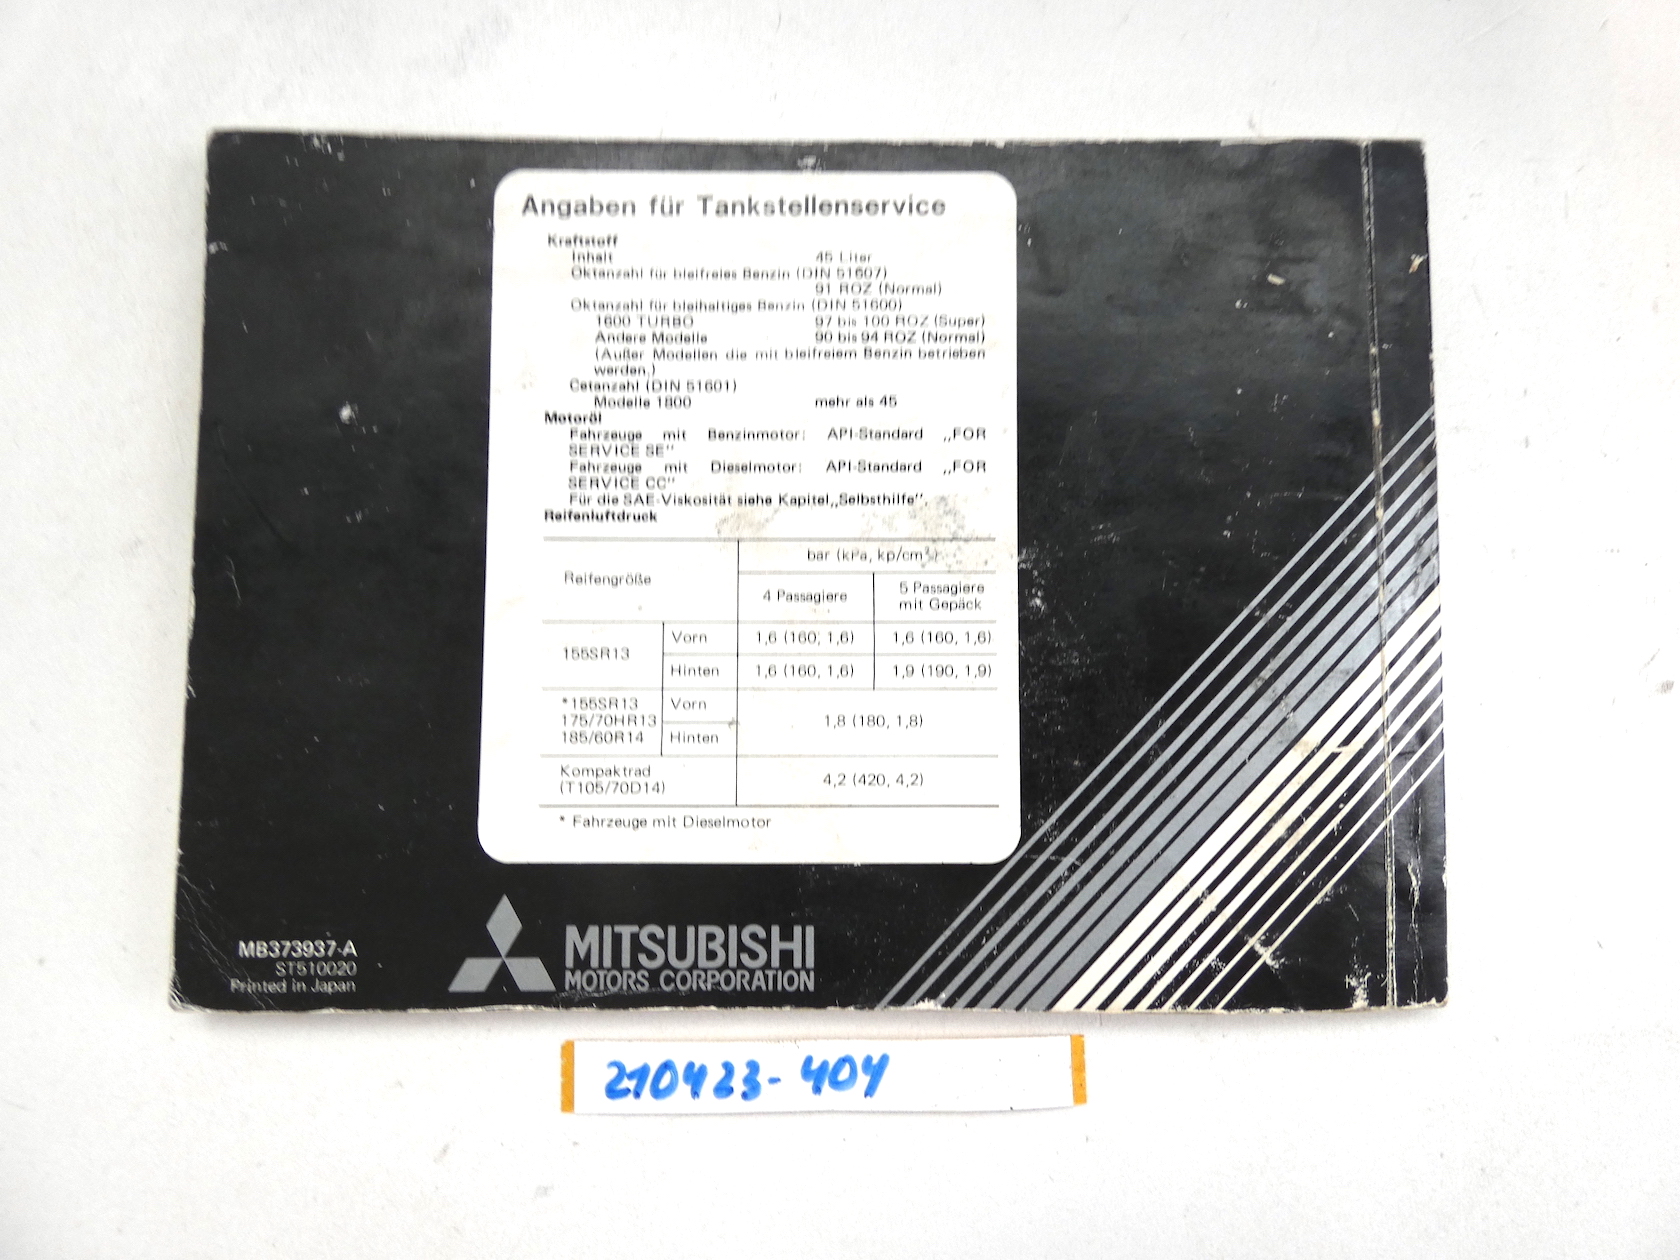 Angaben für Tankstellenservice
Kraftstoff
Inhalt 45 Liter
Oktanzahl für bleifreies Benzin (DIN 51607)
91 ROZ (Normal)
Oktanzahl für bleihaltiges Benzin (DIN 51600)
1600 TURBO 97 bis 100 ROZ (Super)
Andere Modelle 90 bis 94 ROZ (Normal)
(Außer Modellen die mit bleifreiem Benzin betrieben
werden.)
Cetanzahl (DIN 51601)
Modelle 1800 mehr als 45
Motoröl
Fahrzeuge mit Benzinmotor: API-Standard „FOR
SERVICE SE"
Fahrzeuge mit Dieselmotor: API-Standard „FOR
SERVICE CC"
Für die SAE-Viskosität siehe Kapitel „Selbsthilfe".
Reifenluftdruck
Reifengröße bar (kPa, kp/cm²)
4 Passagiere 5 Passagiere
mit Gepäck
155SR13 Vorn 1,6 (160, 1,6) 1,6 (160, 1,6)
Hinten 1,6 (160, 1,6) 1,9 (190, 1,9)
*155SR13 Vorn
175/70HR13 1,8 (180, 1,8)
185/60R14 Hinten
Kompaktrad
(T105/70D14) 4,2 (420, 4,2)
* Fahrzeuge mit Dieselmotor
MB373937-A
ST510020
Printed in Japan
MITSUBISHI
MOTORS CORPORATION
210423-404